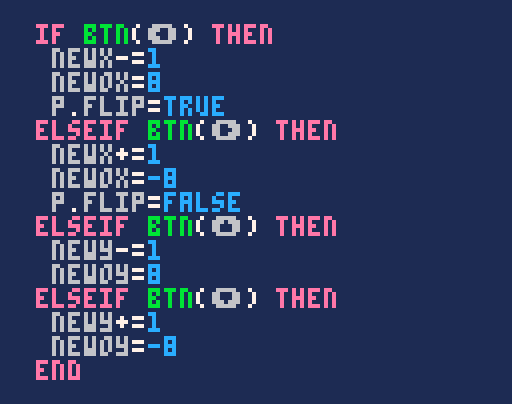 IF BTN(⬅️) THEN
NEWX-=1
NEWOX=8
P.FLIP=TRUE
ELSEIF BTN(➡️) THEN
NEWX+=1
NEWOX=-8
P.FLIP=FALSE
ELSEIF BTN(⬆️) THEN
NEWY-=1
NEWOY=8
ELSEIF BTN(⬇️) THEN
NEWY+=1
NEWOY=-8
END